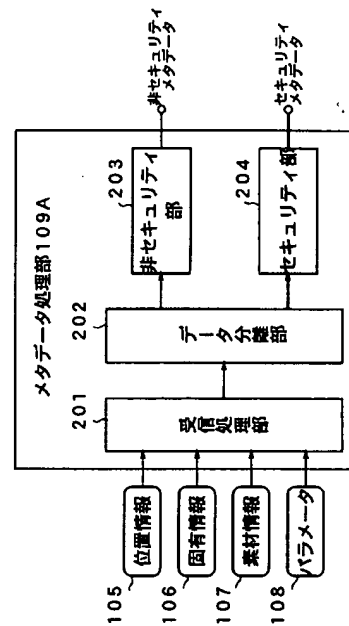 メタデータ処理部109A
105
位置情報
106
固有情報
107
素材情報
108
パラメータ
201
受信処理部
202
データ分離部
203
非セキュリティ
部
204
セキュリティ部
非セキュリティ
メタデータ
セキュリティ
メタデータ